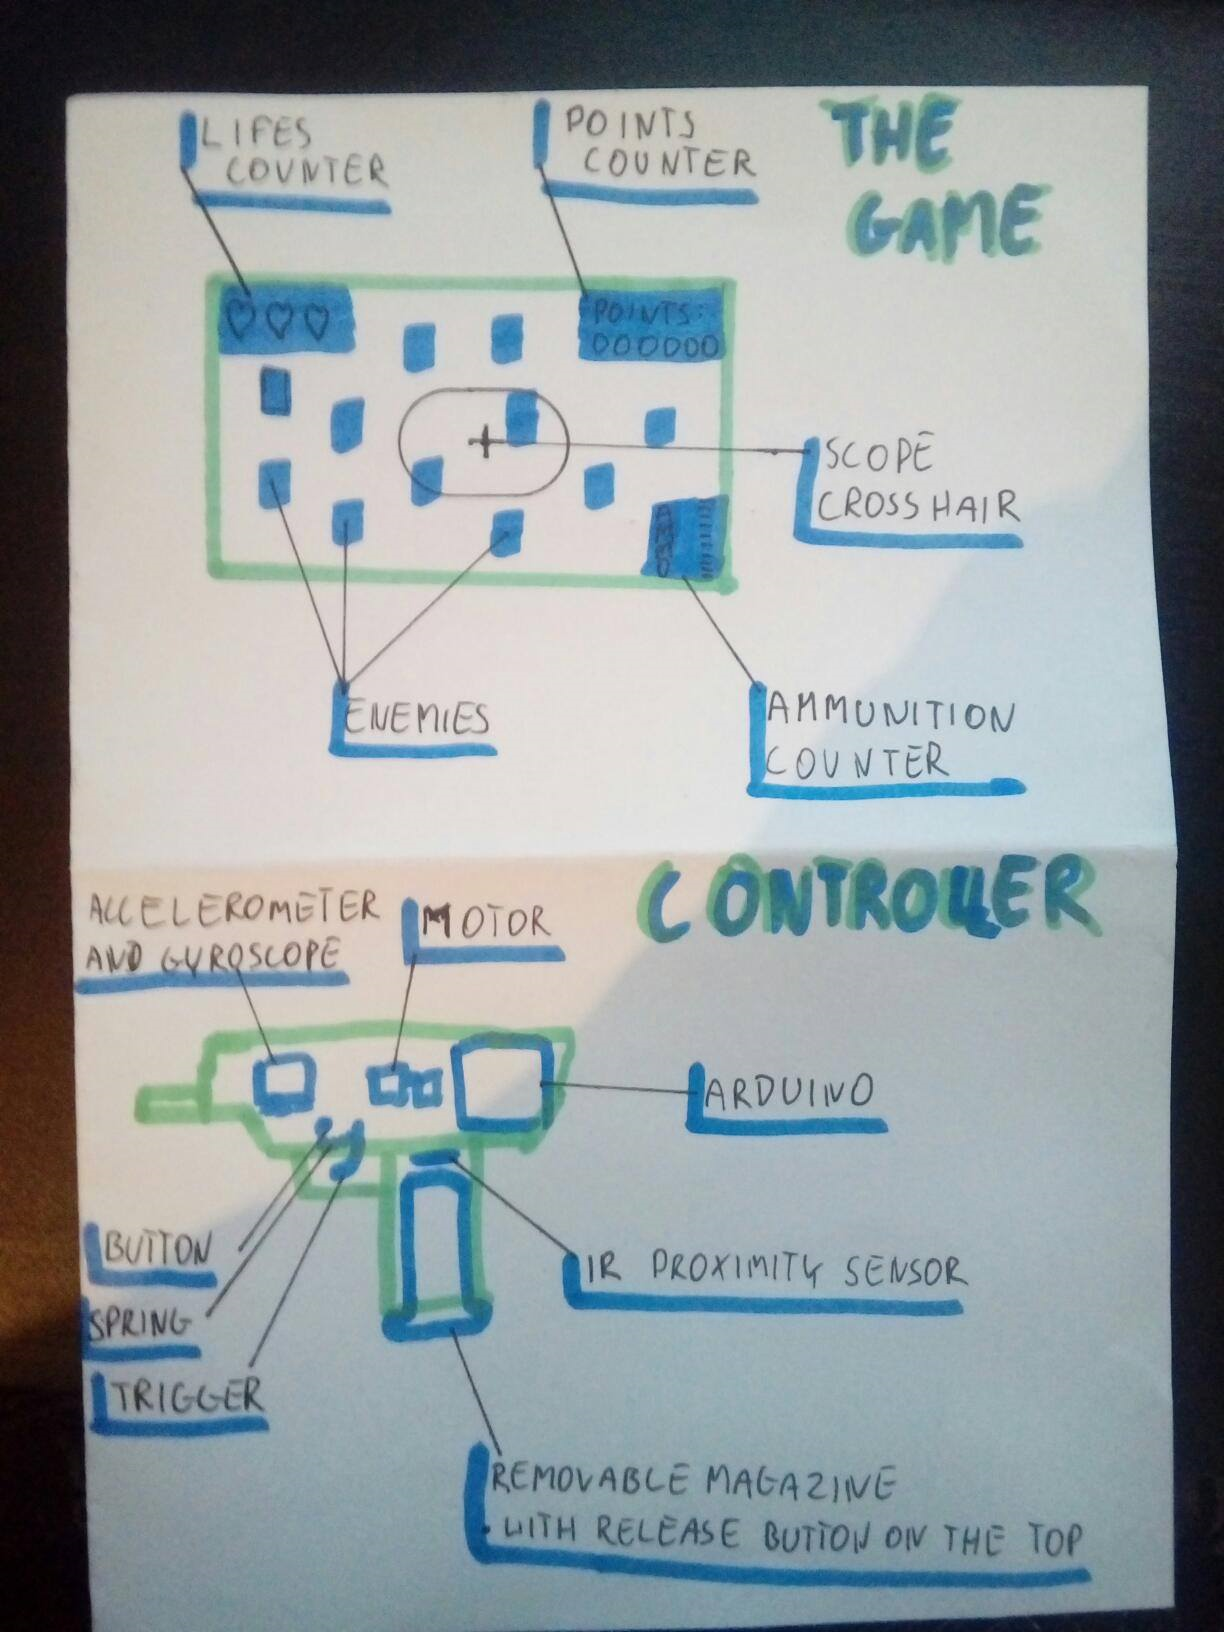 LIFES
COUNTER
POINTS
COUNTER
THE
GAME
POINTS:
000000
SCOPE
CROSSHAIR
AMMO
ENEMIES
AMMUNITION
COUNTER
CONTROLLER
ACCELEROMETER
AND GYROSCOPE
MOTOR
ARDUINO
BUTTON
IR PROXIMITY SENSOR
SPRING
TRIGGER
REMOVABLE MAGAZINE
WITH RELEASE BUTTON ON THE TOP